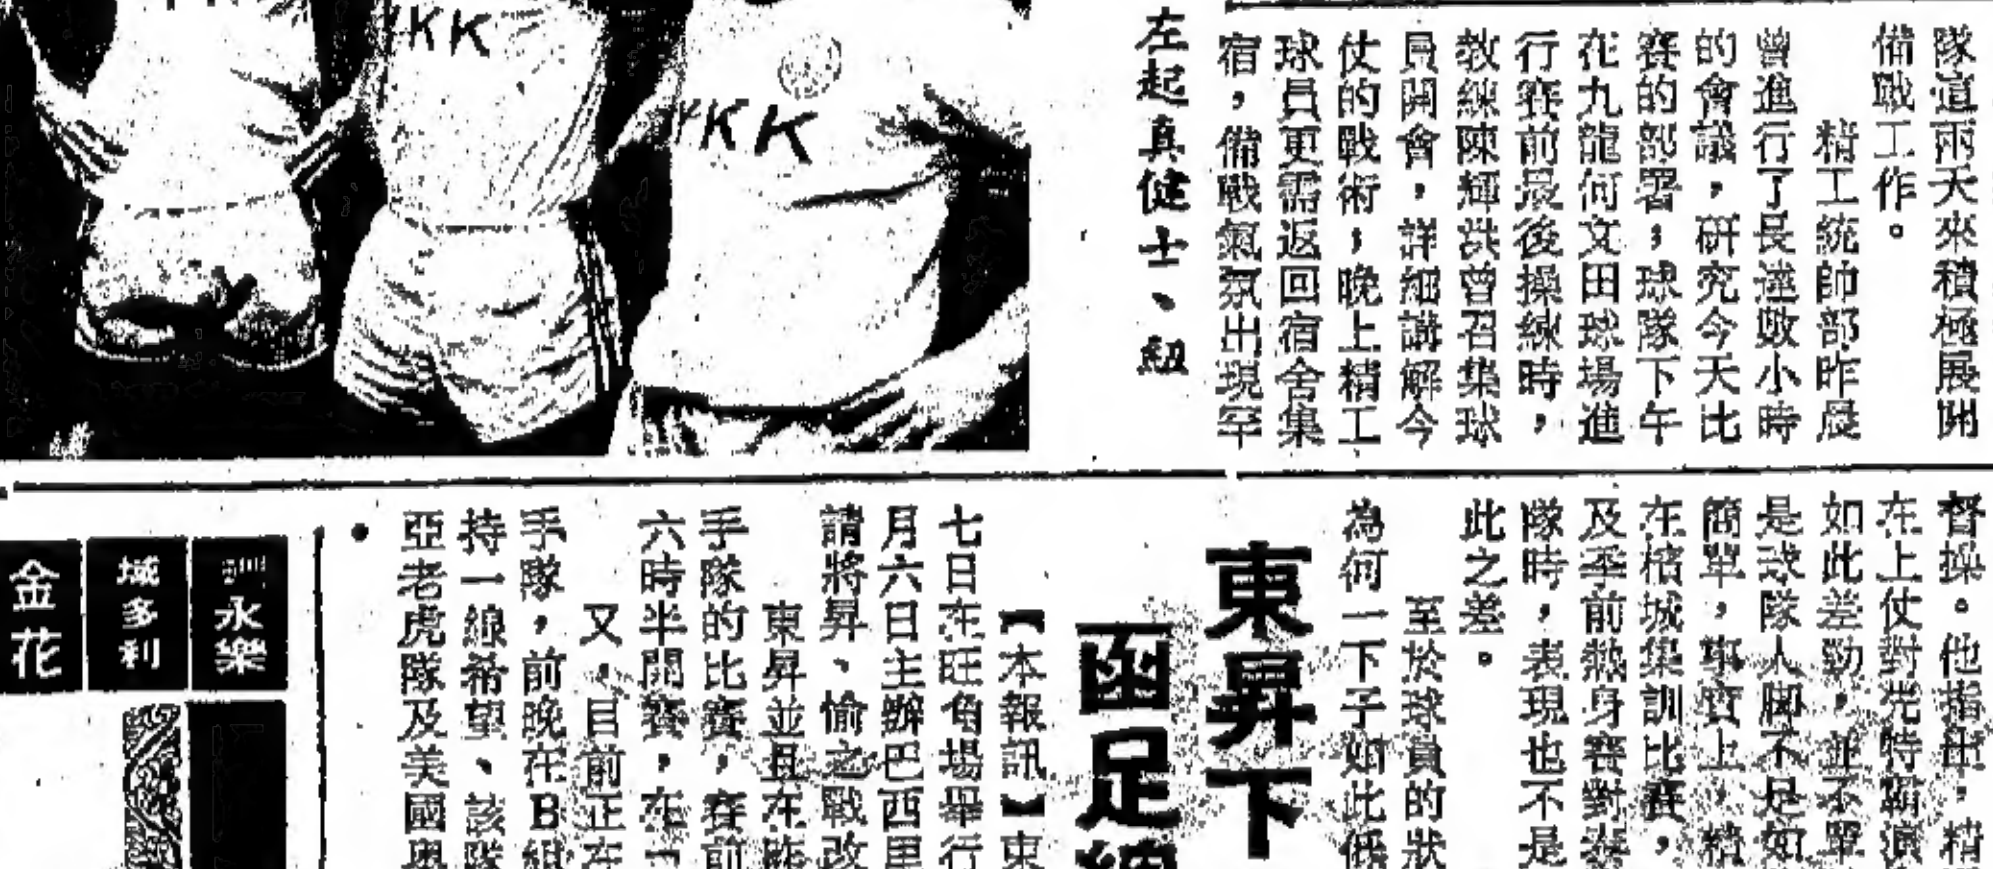 隊這兩天來積極展開
備戰工作。
精工統帥部昨晨
曾進行了長達數小時
的會議，研究今天比
賽的部署；球隊下午
在九龍何文田球場進
行賽前最後操練時，
教練陳輝洪曾召集球
員開會，詳細講解今
仗的戰術；晚上精工
球員更需返回宿舍集
宿，備戰氣氛出現罕
左起真健士、紐
KK
KK
督操。他指出，精
在上仗對光特霸演
如此差勁，並不單
是球隊人腳不是如
簡單，事實上，精
在檳城集訓比賽，
及季前熱身賽對泰
隊時，表現也不是
此之差。
至於球員的狀
為何一下子如此低
東昇下
函足總
【本報訊】東
七日在旺角場舉行
月六日主辦巴西里
請將昇、愉之戰改
東昇並且在昨
手隊的比賽，在前
六時半開賽，在
又，目前正在
手隊，前晚在B組
持一線希望、該隊
亞老虎隊及美國
訓永樂
域多利
金花